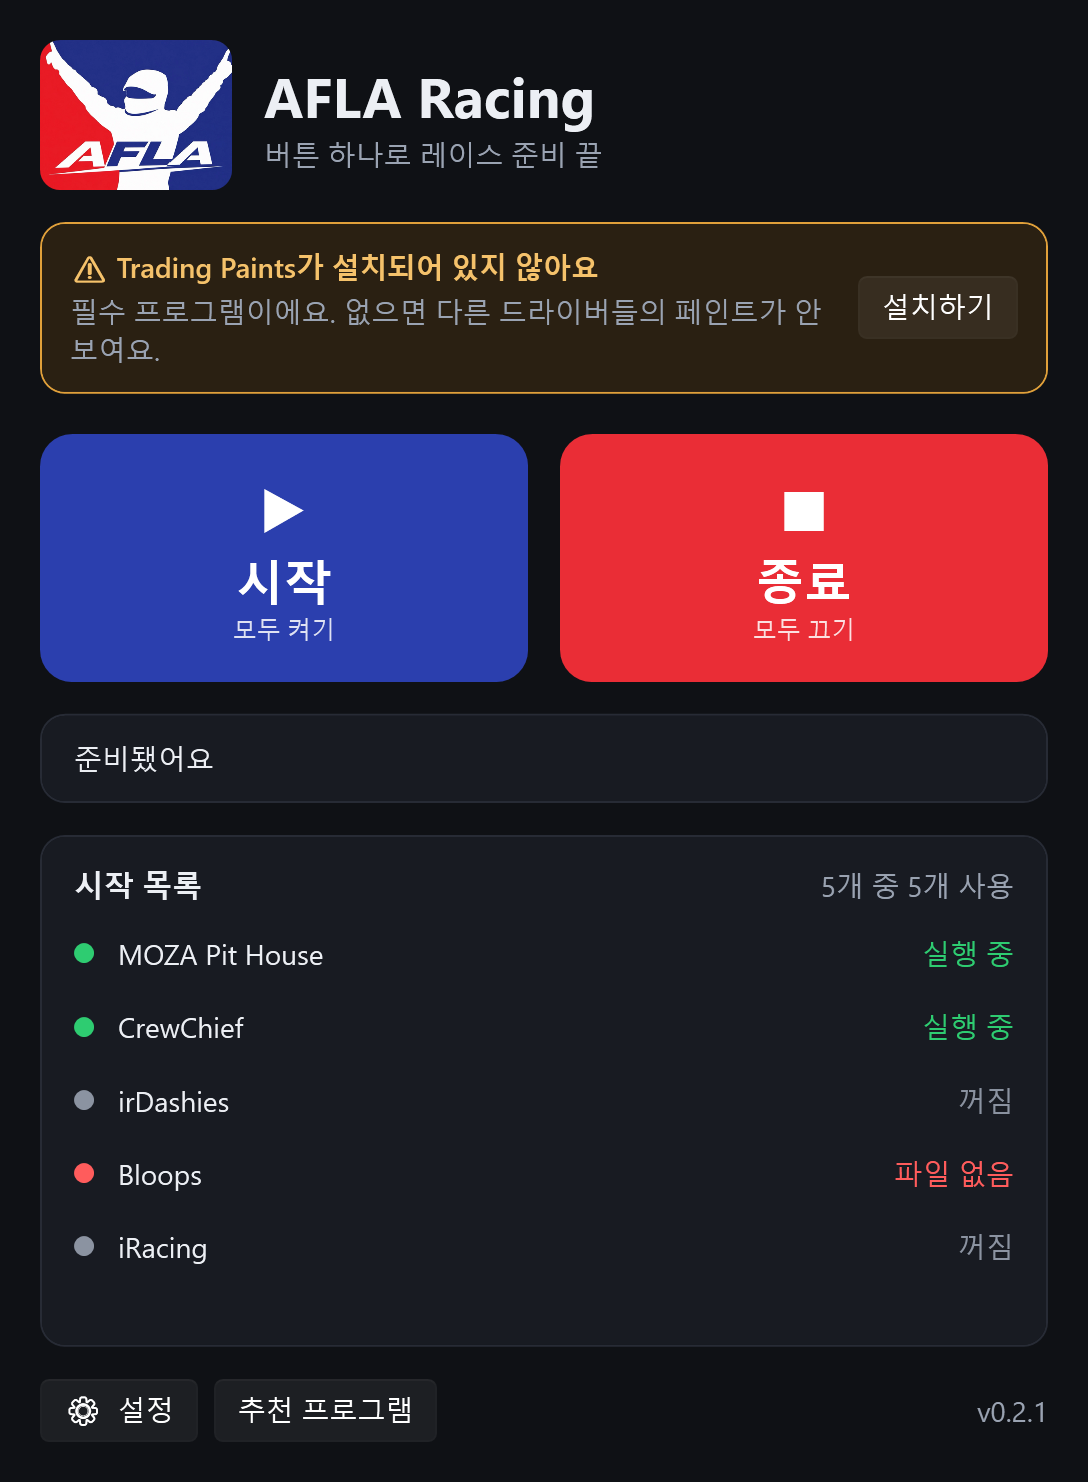 AFLA
AFLA Racing
버튼 하나로 레이스 준비 끝
Trading Paints가 설치되어 있지 않아요
필수 프로그램이에요. 없으면 다른 드라이버들의 페인트가 안
보여요.
설치하기
시작
모두 켜기
종료
모두 끄기
준비됐어요
시작 목록
5개 중 5개 사용
MOZA Pit House
실행 중
CrewChief
실행 중
irDashies
꺼짐
Bloops
파일 없음
iRacing
꺼짐
설정
추천 프로그램
v0.2.1